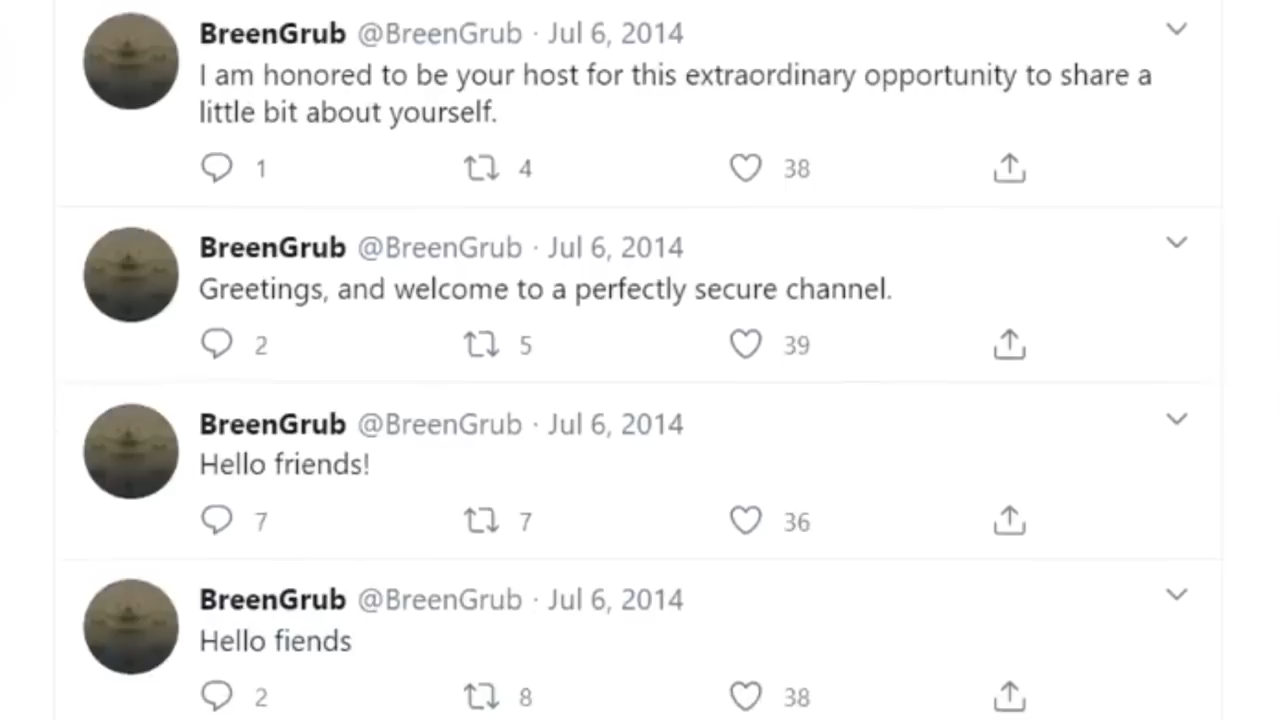 BreenGrub @BreenGrub · Jul 6, 2014
I am honored to be your host for this extraordinary opportunity to share a
little bit about yourself.
1 4 38
BreenGrub @BreenGrub · Jul 6, 2014
Greetings, and welcome to a perfectly secure channel.
2 5 39
BreenGrub @BreenGrub · Jul 6, 2014
Hello friends!
7 7 36
BreenGrub @BreenGrub · Jul 6, 2014
Hello fiends
2 8 38